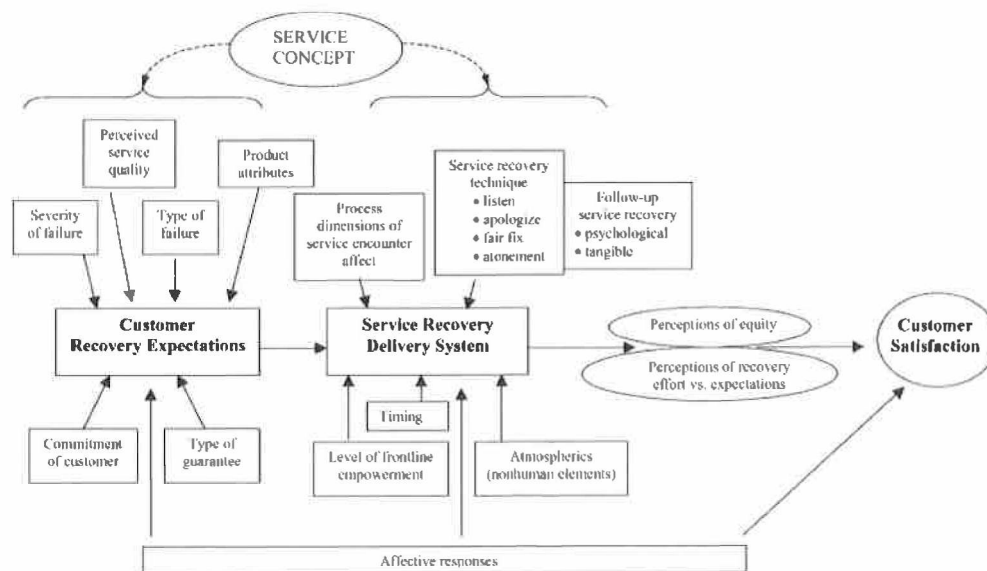 SERVICE
CONCEPT
Perceived
service
quality
Product
attributes
Severity
of failure
Type of
failure
Process
dimensions of
service encounter
affect
Service recovery
technique
• listen
• apologize
• fair fix
• atonement
Follow-up
service recovery
• psychological
• tangible
Customer
Recovery Expectations
Service Recovery
Delivery System
Perceptions of equity
Perceptions of recovery
effort vs. expectations
Customer
Satisfaction
Commitment
of customer
Type of
guarantee
Timing
Level of frontline
empowerment
Atmospherics
(nonhuman elements)
Affective responses